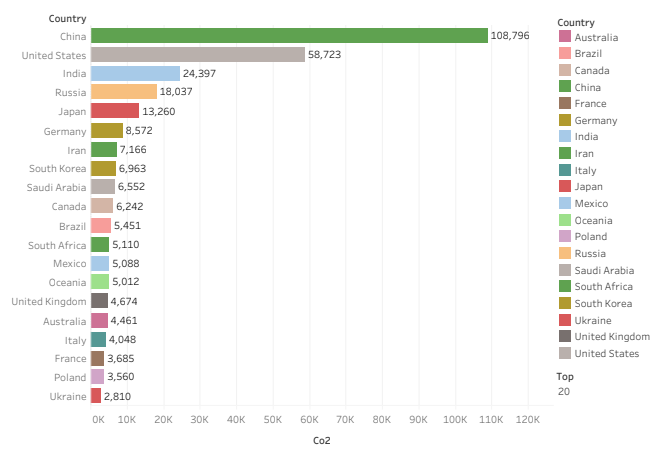 Country
China 108,796
United States 58,723
India 24,397
Russia 18,037
Japan 13,260
Germany 8,572
Iran 7,166
South Korea 6,963
Saudi Arabia 6,552
Canada 6,242
Brazil 5,451
South Africa 5,110
Mexico 5,088
Oceania 5,012
United Kingdom 4,674
Australia 4,461
Italy 4,048
France 3,685
Poland 3,560
Ukraine 2,810
0K 10K 20K 30K 40K 50K 60K 70K 80K 90K 100K 110K 120K
Co2
Country
Australia
Brazil
Canada
China
France
Germany
India
Iran
Italy
Japan
Mexico
Oceania
Poland
Russia
Saudi Arabia
South Africa
South Korea
Ukraine
United Kingdom
United States
Top
20